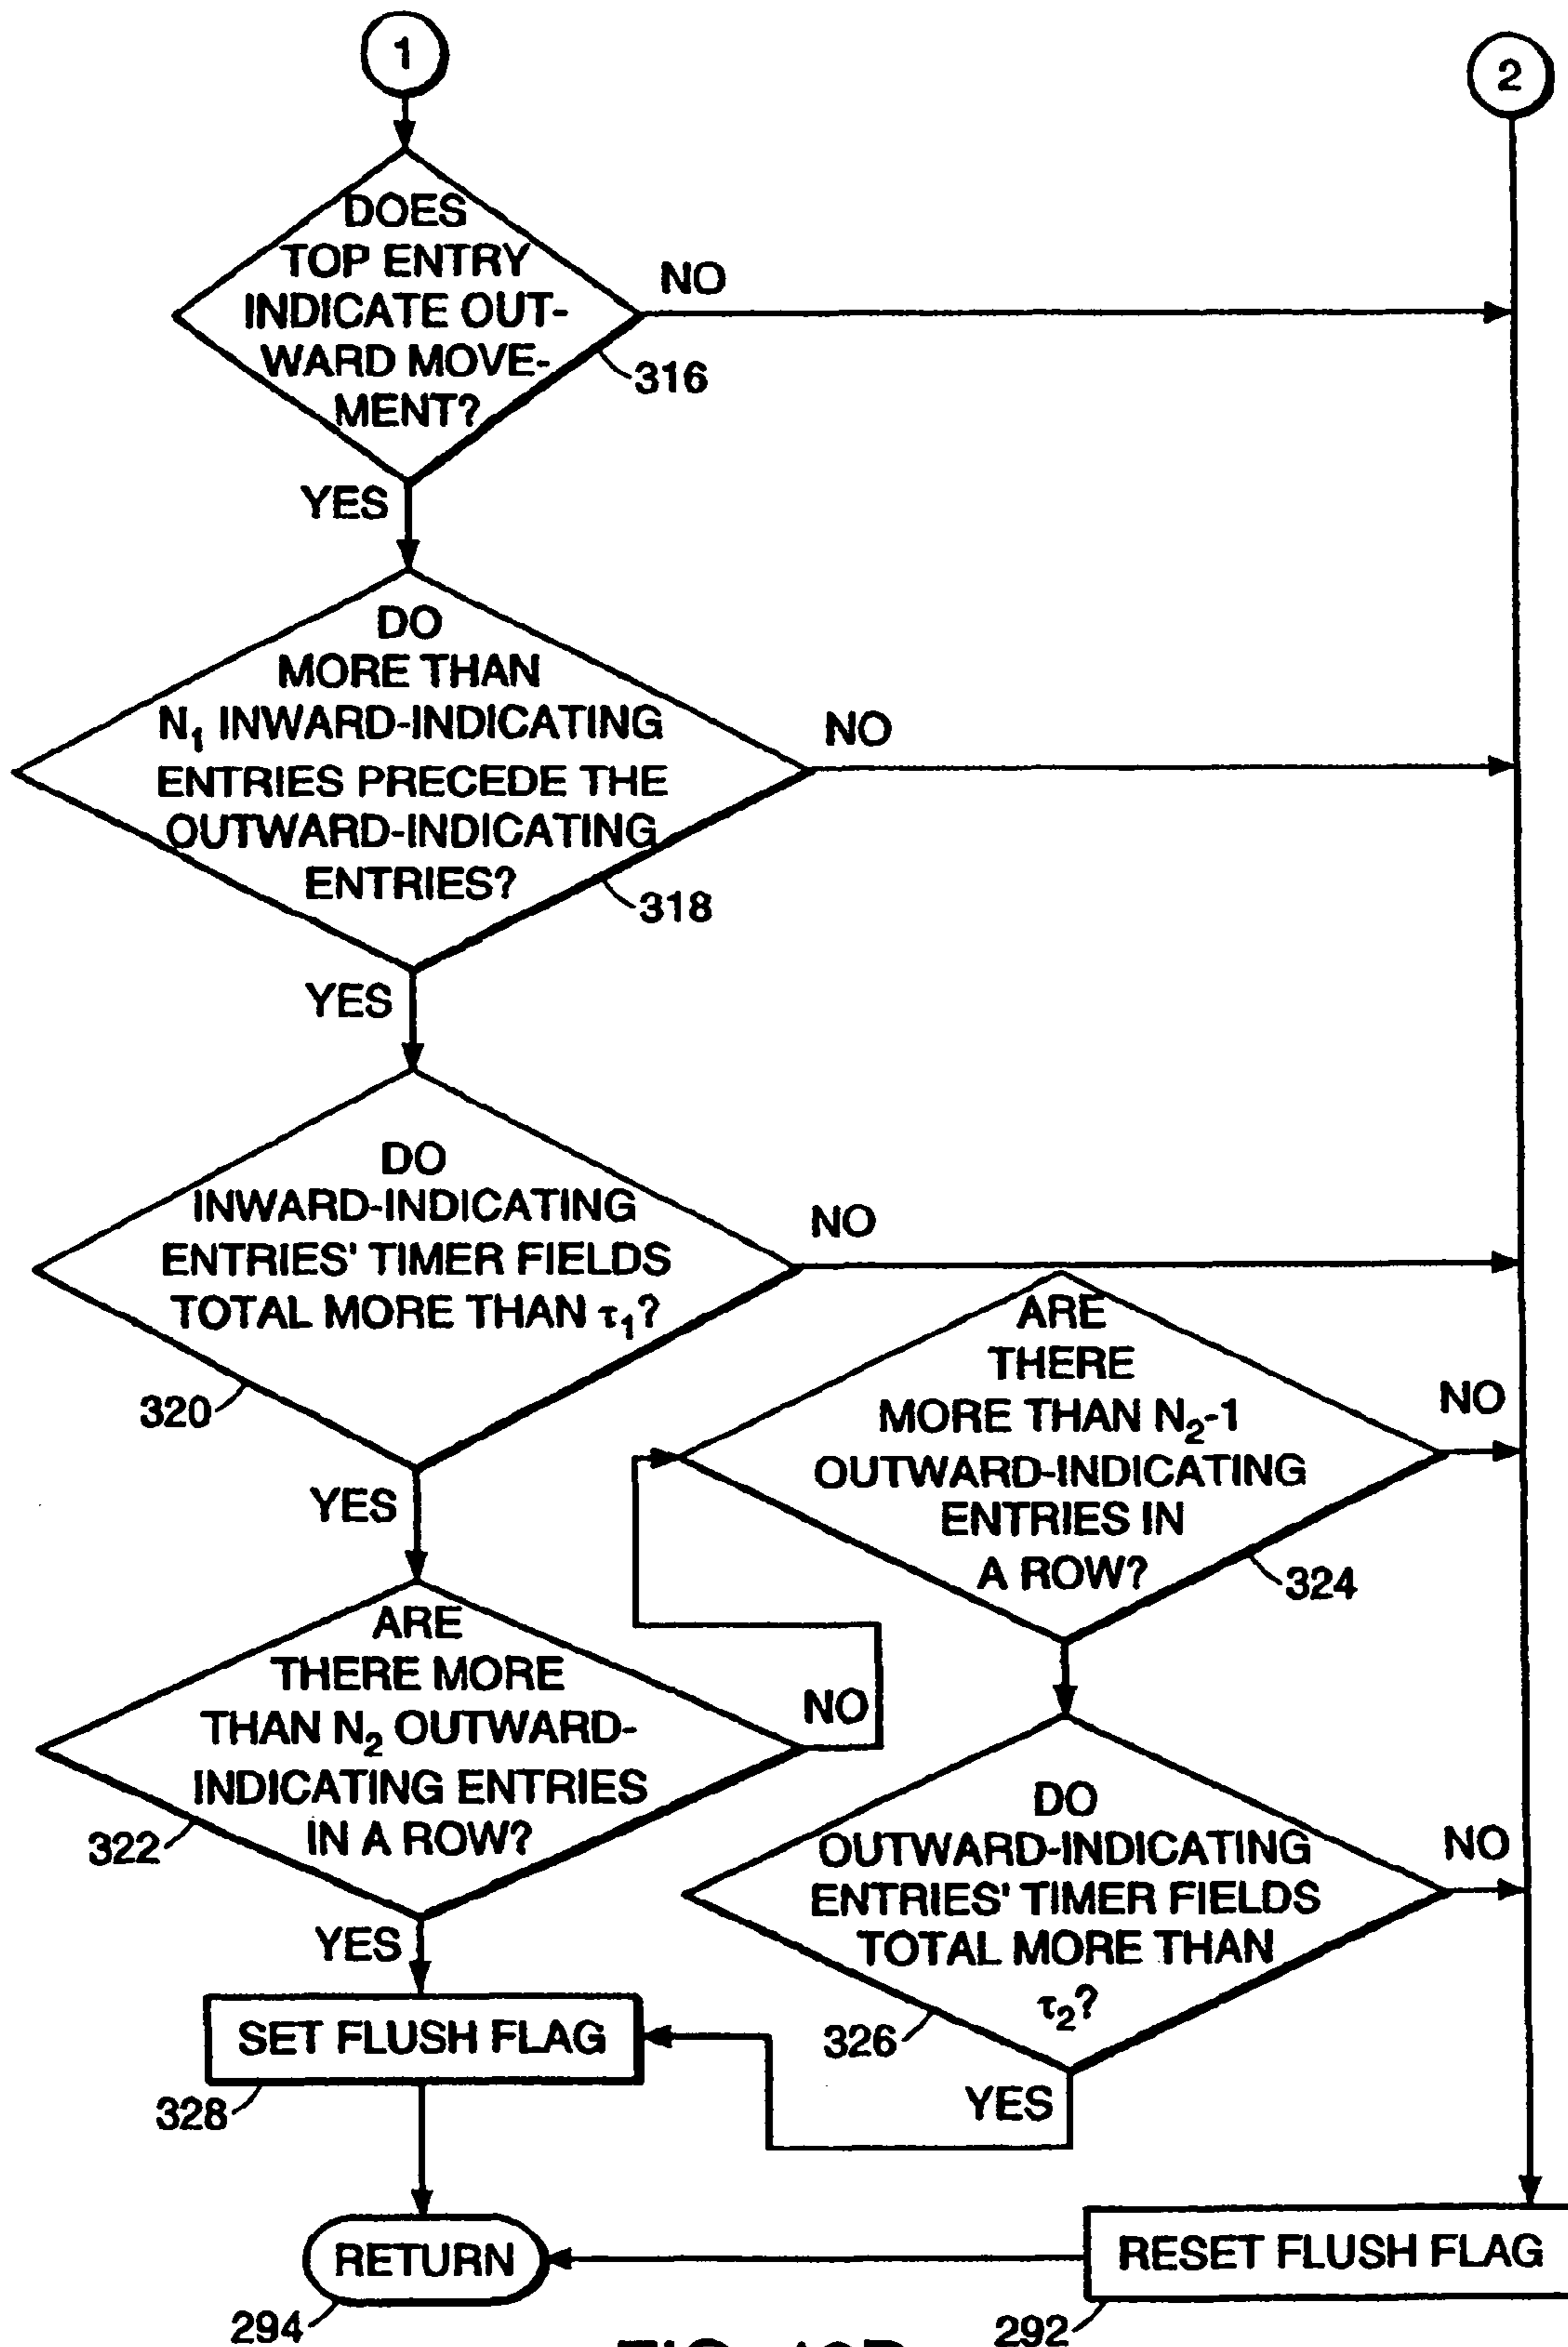 1
2
DOES
TOP ENTRY
INDICATE OUT-
WARD MOVE-
MENT?
NO
316
YES
DO
MORE THAN
N1 INWARD-INDICATING
ENTRIES PRECEDE THE
OUTWARD-INDICATING
ENTRIES?
NO
318
YES
DO
INWARD-INDICATING
ENTRIES' TIMER FIELDS
TOTAL MORE THAN τ1?
NO
320
YES
ARE
THERE
MORE THAN N2-1
OUTWARD-INDICATING
ENTRIES IN
A ROW?
NO
324
ARE
THERE MORE
THAN N2 OUTWARD-
INDICATING ENTRIES
IN A ROW?
NO
322
YES
DO
OUTWARD-INDICATING
ENTRIES' TIMER FIELDS
TOTAL MORE THAN
τ2?
NO
326
YES
SET FLUSH FLAG
328
RETURN
294
RESET FLUSH FLAG
292